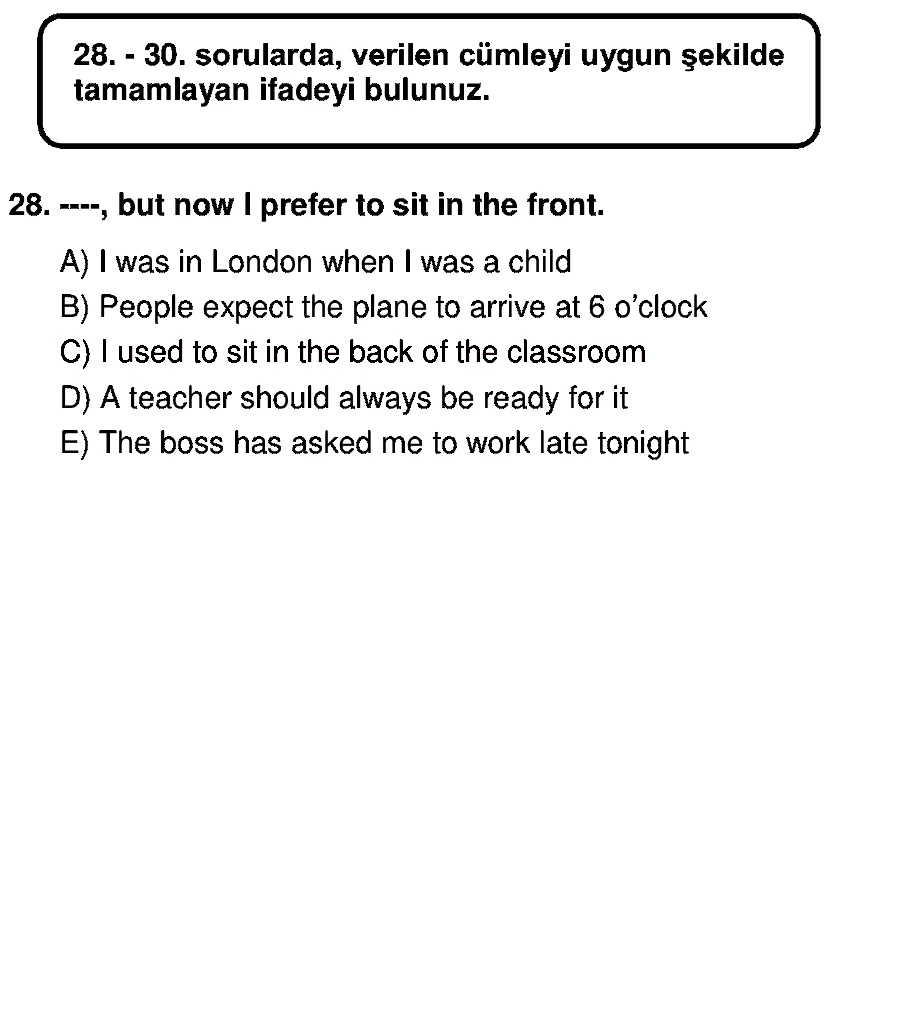 28. - 30. sorularda, verilen cümleyi uygun şekilde
tamamlayan ifadeyi bulunuz.
28. ----, but now I prefer to sit in the front.
A) I was in London when I was a child
B) People expect the plane to arrive at 6 o’clock
C) I used to sit in the back of the classroom
D) A teacher should always be ready for it
E) The boss has asked me to work late tonight